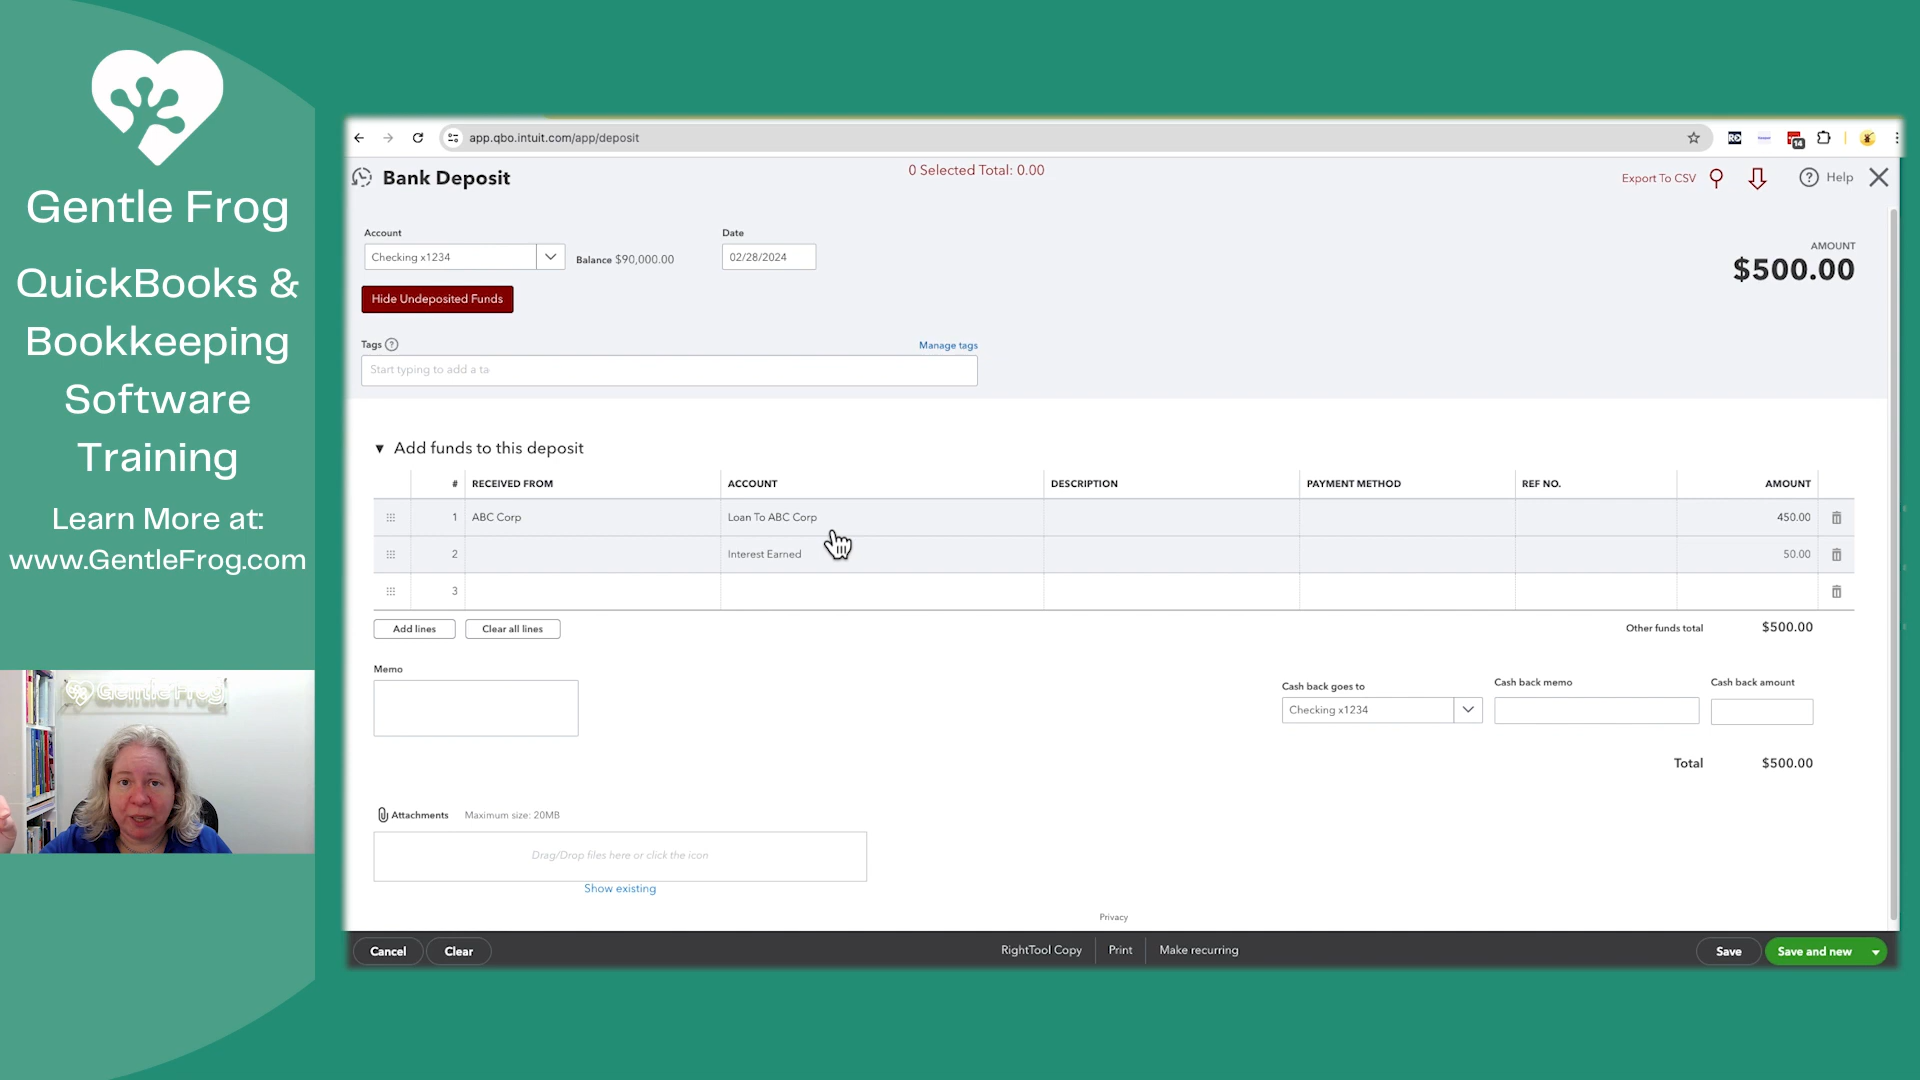 Gentle Frog
QuickBooks &
Bookkeeping
Software
Training
Learn More at:
www.GentleFrog.com
Gentle Frog
app.qbo.intuit.com/app/deposit
14
Bank Deposit
0 Selected Total: 0.00
Export To CSV
Help
Account
Checking x1234
Balance $90,000.00
Date
02/28/2024
AMOUNT
$500.00
Hide Undeposited Funds
Tags
Manage tags
Start typing to add a ta
Add funds to this deposit
# RECEIVED FROM ACCOUNT DESCRIPTION PAYMENT METHOD REF NO. AMOUNT
1 ABC Corp Loan To ABC Corp 450.00
2 Interest Earned 50.00
3
Add lines Clear all lines
Other funds total $500.00
Memo
Cash back goes to
Checking x1234
Cash back memo
Cash back amount
Total $500.00
Attachments Maximum size: 20MB
Drag/Drop files here or click the icon
Show existing
Privacy
Cancel Clear RightTool Copy Print Make recurring Save Save and new